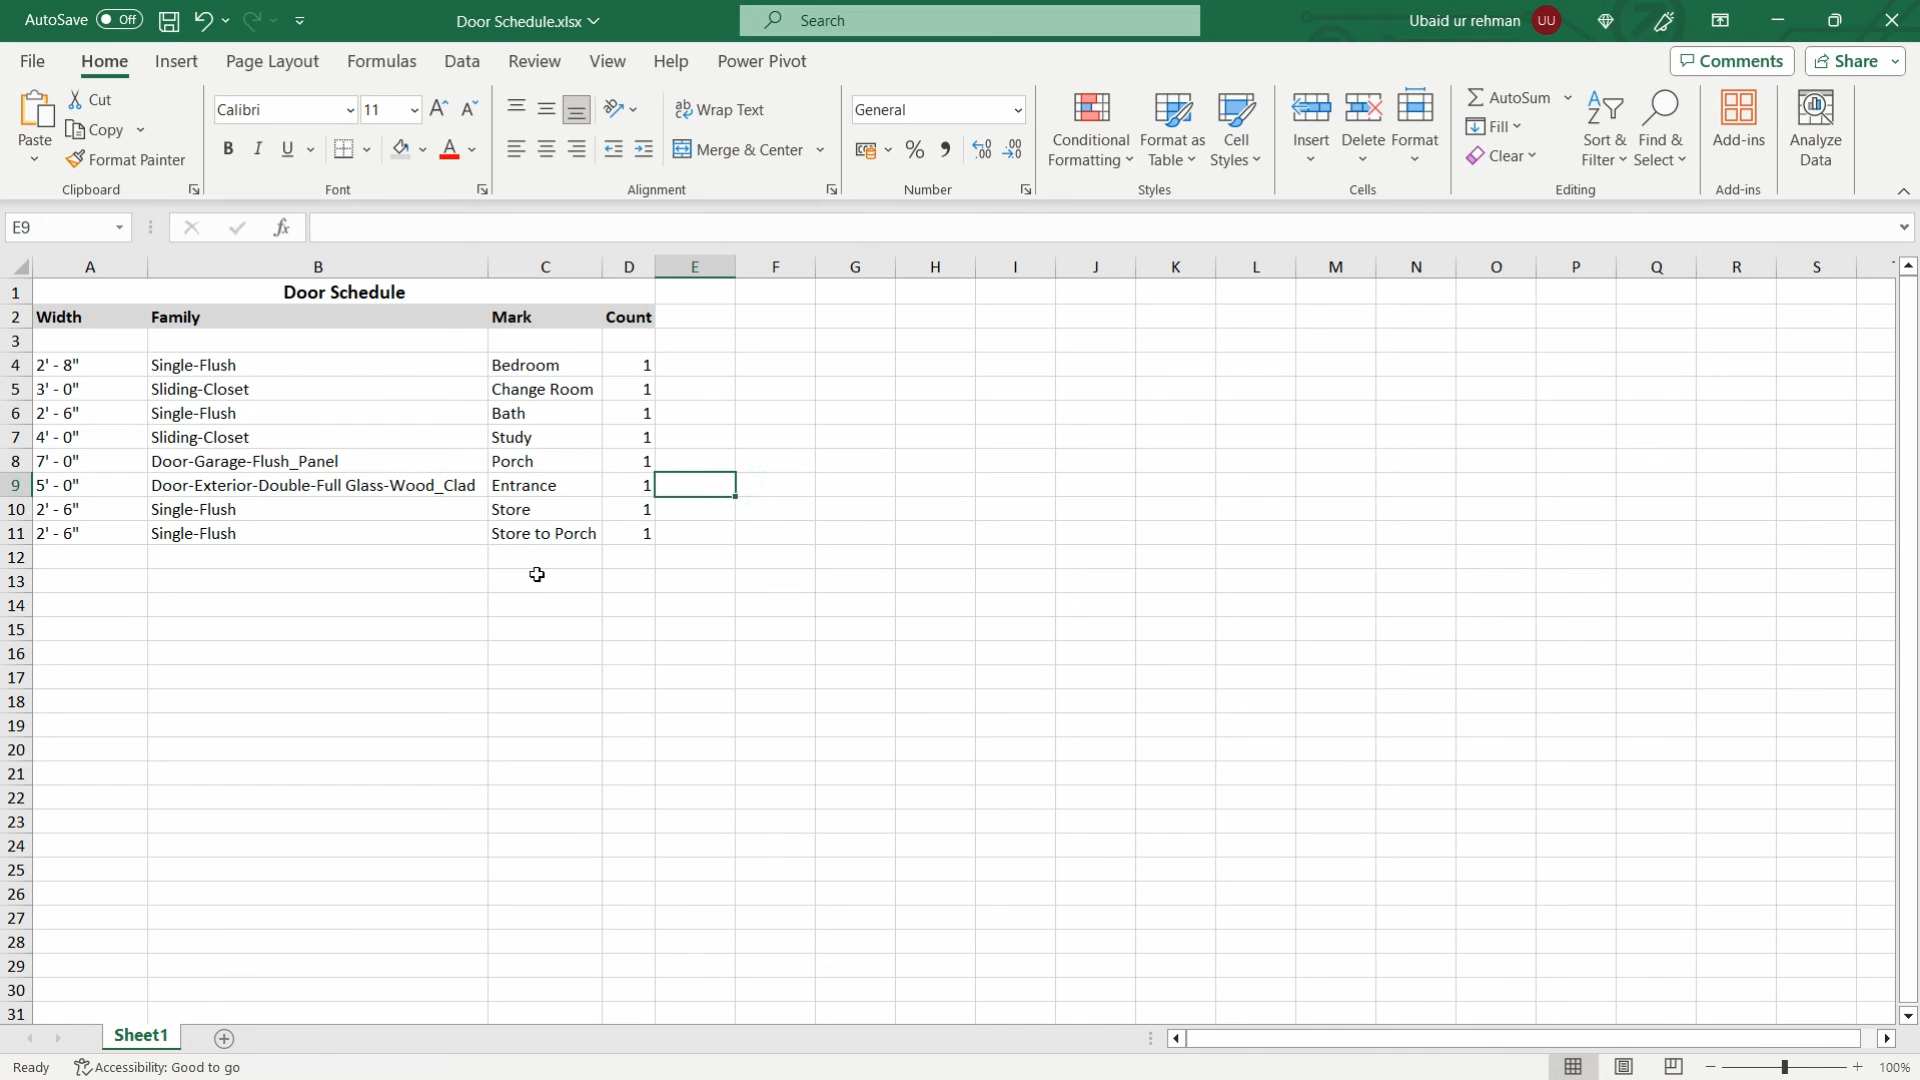 AutoSave Off Door Schedule.xlsx Search Ubaid ur rehman UU
File Home Insert Page Layout Formulas Data Review View Help Power Pivot Comments Share
Paste Cut Copy Format Painter Clipboard
Calibri 11 B I U A Font
Wrap Text Merge & Center Alignment
General % Number
Conditional Formatting Format as Table Cell Styles Styles
Insert Delete Format Cells
AutoSum Fill Clear Sort & Filter Find & Select Editing
Add-ins Add-ins
Analyze Data
E9 fx
A B C D E F G H I J K L M N O P Q R S
1 Door Schedule
2 Width Family Mark Count
3
4 2' - 8" Single-Flush Bedroom 1
5 3' - 0" Sliding-Closet Change Room 1
6 2' - 6" Single-Flush Bath 1
7 4' - 0" Sliding-Closet Study 1
8 7' - 0" Door-Garage-Flush_Panel Porch 1
9 5' - 0" Door-Exterior-Double-Full Glass-Wood_Clad Entrance 1
10 2' - 6" Single-Flush Store 1
11 2' - 6" Single-Flush Store to Porch 1
12
13
14
15
16
17
18
19
20
21
22
23
24
25
26
27
28
29
30
31
Sheet1
Ready Accessibility: Good to go 100%